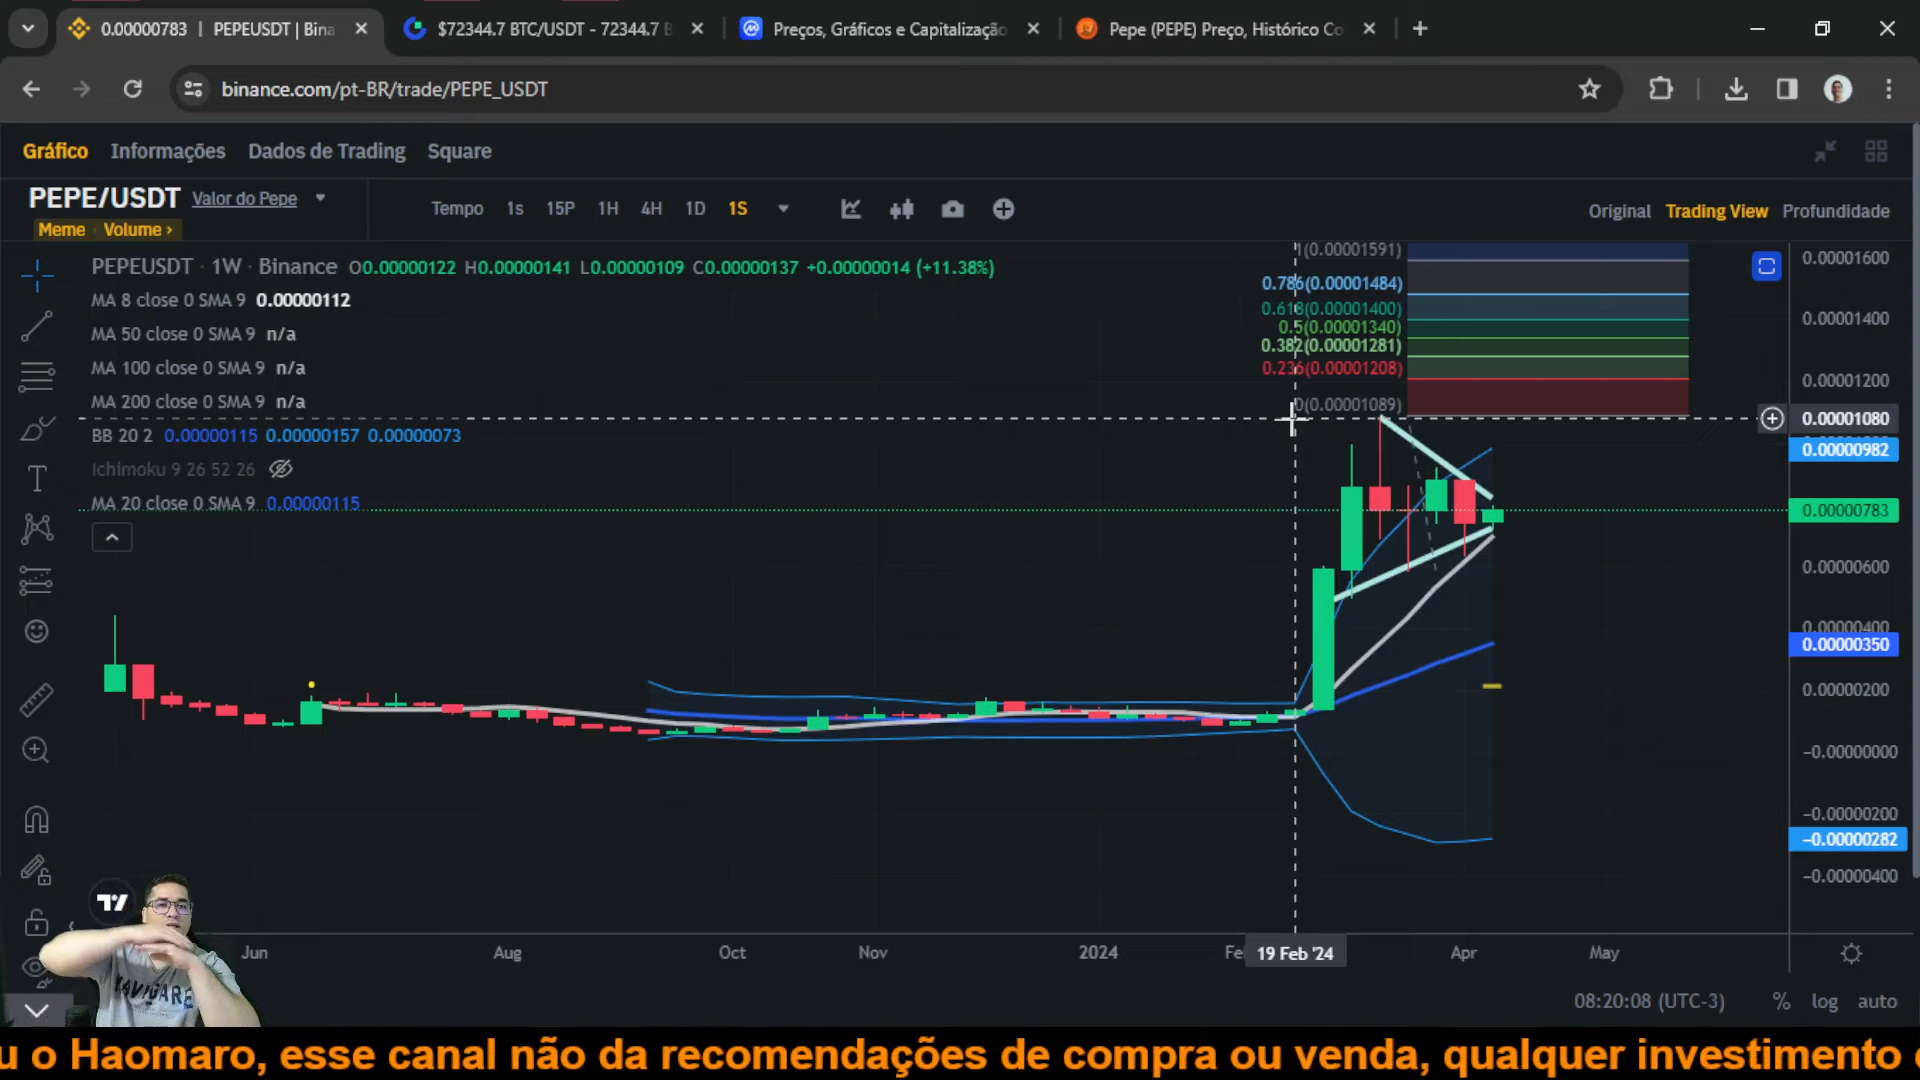 0.00000783 | PEPEUSDT | Bina
$72344.7 BTC/USDT - 72344.7 B
Preços, Gráficos e Capitalização
Pepe (PEPE) Preço, Histórico Co
binance.com/pt-BR/trade/PEPE_USDT
Gráfico Informações Dados de Trading Square
PEPE/USDT Valor do Pepe
Meme Volume ›
Tempo 1s 15P 1H 4H 1D 1S
Original Trading View Profundidade
PEPEUSDT · 1W · Binance O0.00000122 H0.00000141 L0.00000109 C0.00000137 +0.00000014 (+11.38%)
MA 8 close 0 SMA 9 0.00000112
MA 50 close 0 SMA 9 n/a
MA 100 close 0 SMA 9 n/a
MA 200 close 0 SMA 9 n/a
BB 20 2 0.00000115 0.00000157 0.00000073
Ichimoku 9 26 52 26
MA 20 close 0 SMA 9 0.00000115
1(0.00001591)
0.786(0.00001484)
0.618(0.00001400)
0.5(0.00001340)
0.382(0.00001281)
0.236(0.00001208)
0(0.00001089)
0.00001600
0.00001400
0.00001200
0.00001080
0.00000982
0.00000783
0.00000600
0.00000400
0.00000350
0.00000200
−0.00000000
−0.00000200
−0.00000282
−0.00000400
Jun Aug Oct Nov 2024 Fe 19 Feb '24 Apr May
08:20:08 (UTC-3) % log auto
NAVIGARE
u o Haomaro, esse canal não da recomendações de compra ou venda, qualquer investimento